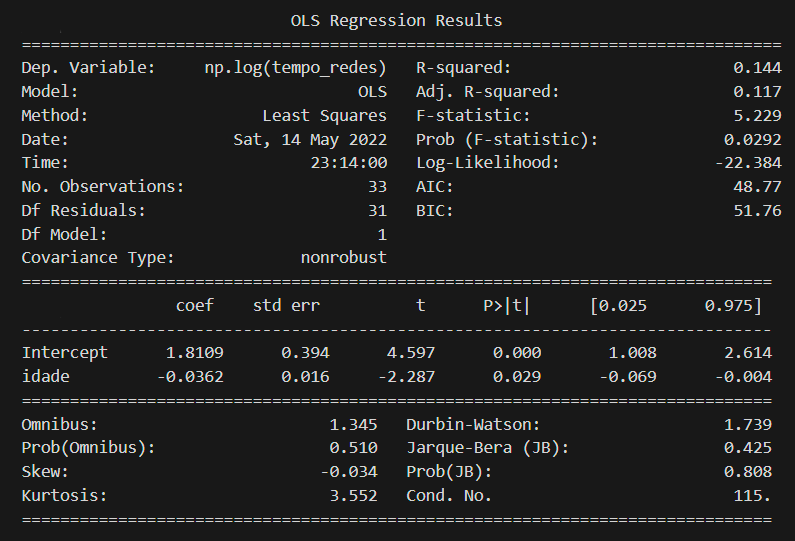 OLS Regression Results
==============================================================================
Dep. Variable: np.log(tempo_redes) R-squared: 0.144
Model: OLS Adj. R-squared: 0.117
Method: Least Squares F-statistic: 5.229
Date: Sat, 14 May 2022 Prob (F-statistic): 0.0292
Time: 23:14:00 Log-Likelihood: -22.384
No. Observations: 33 AIC: 48.77
Df Residuals: 31 BIC: 51.76
Df Model: 1
Covariance Type: nonrobust
==============================================================================
coef std err t P>|t| [0.025 0.975]
------------------------------------------------------------------------------
Intercept 1.8109 0.394 4.597 0.000 1.008 2.614
idade -0.0362 0.016 -2.287 0.029 -0.069 -0.004
==============================================================================
Omnibus: 1.345 Durbin-Watson: 1.739
Prob(Omnibus): 0.510 Jarque-Bera (JB): 0.425
Skew: -0.034 Prob(JB): 0.808
Kurtosis: 3.552 Cond. No. 115.
==============================================================================